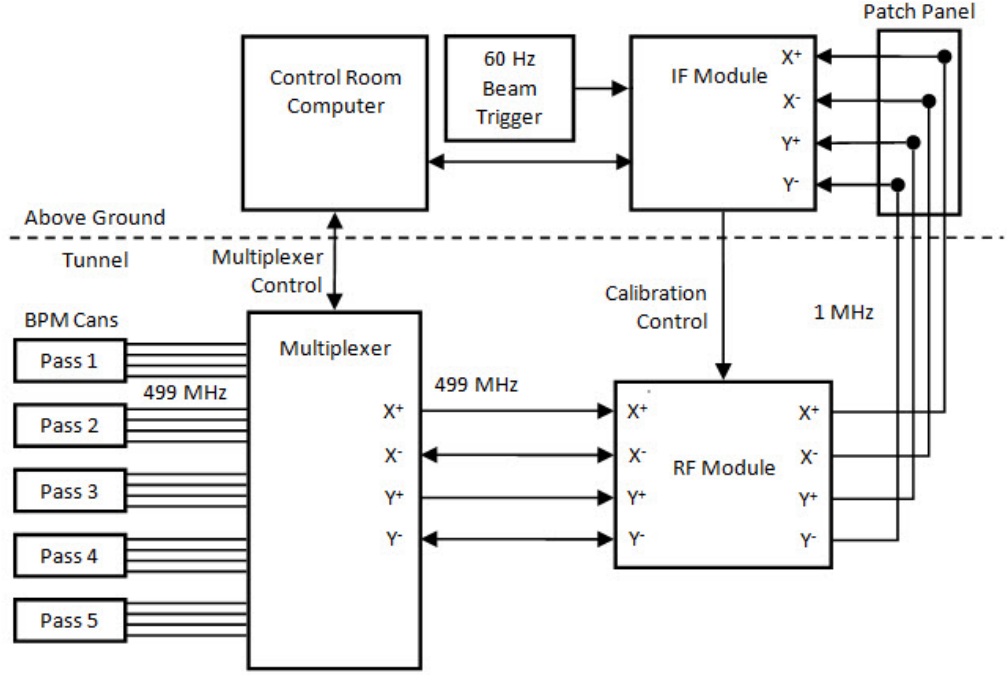 Patch Panel
Control Room
Computer
60 Hz
Beam
Trigger
IF Module
X⁺
X⁻
Y⁺
Y⁻
Above Ground
Tunnel
Multiplexer
Control
Calibration
Control
1 MHz
BPM Cans
Pass 1
499 MHz
Pass 2
Pass 3
Pass 4
Pass 5
Multiplexer
X⁺
X⁻
Y⁺
Y⁻
499 MHz
X⁺
X⁻
Y⁺
Y⁻
RF Module
X⁺
X⁻
Y⁺
Y⁻